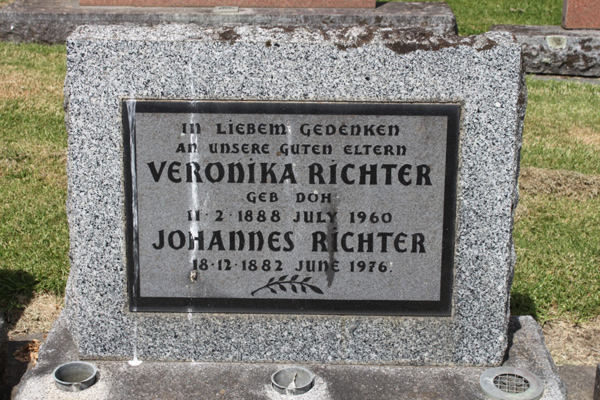 IN LIEBEM GEDENKEN
AN UNSERE GUTEN ELTERN
VERONIKA RICHTER
GEB DOH
11·2·1888 JULY 1960
JOHANNES RICHTER
18·12·1882 JUNE 1976.